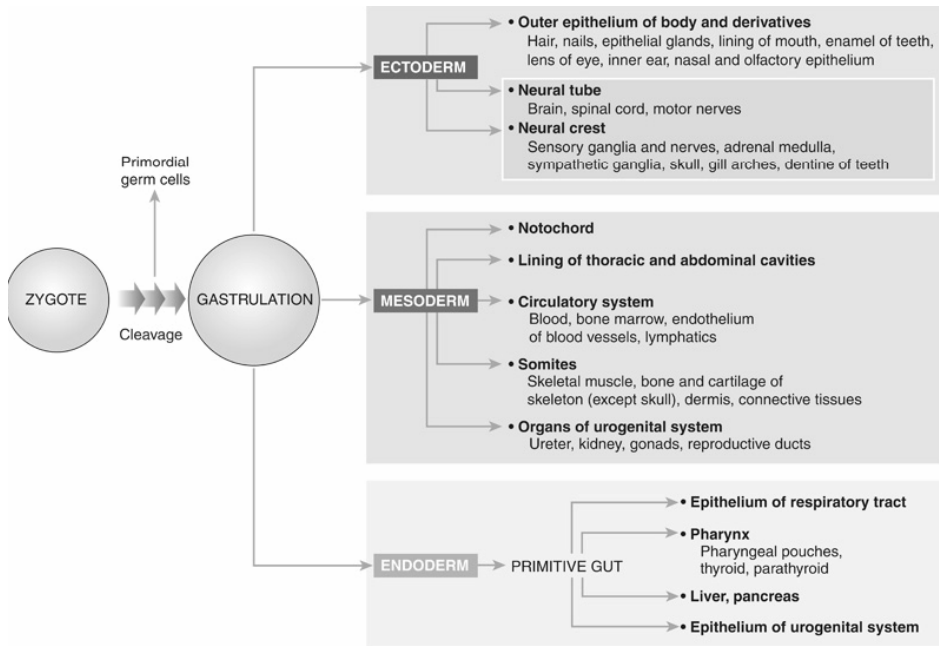 ZYGOTE
Primordial
germ cells
Cleavage
GASTRULATION
ECTODERM
• Outer epithelium of body and derivatives
Hair, nails, epithelial glands, lining of mouth, enamel of teeth,
lens of eye, inner ear, nasal and olfactory epithelium
• Neural tube
Brain, spinal cord, motor nerves
• Neural crest
Sensory ganglia and nerves, adrenal medulla,
sympathetic ganglia, skull, gill arches, dentine of teeth
MESODERM
• Notochord
• Lining of thoracic and abdominal cavities
• Circulatory system
Blood, bone marrow, endothelium
of blood vessels, lymphatics
• Somites
Skeletal muscle, bone and cartilage of
skeleton (except skull), dermis, connective tissues
• Organs of urogenital system
Ureter, kidney, gonads, reproductive ducts
ENDODERM
PRIMITIVE GUT
• Epithelium of respiratory tract
• Pharynx
Pharyngeal pouches,
thyroid, parathyroid
• Liver, pancreas
• Epithelium of urogenital system